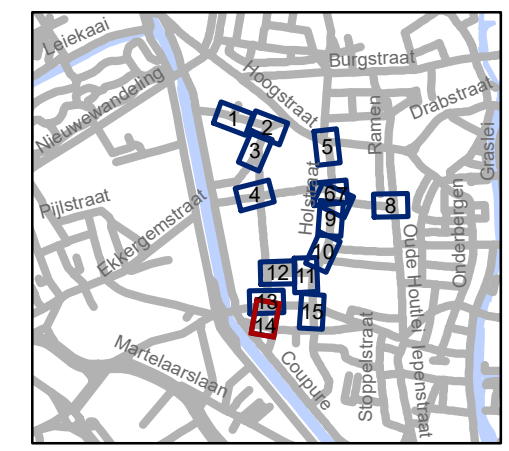 Leiekaai
Burgstraat
Hoogstraat
Nieuwewandeling
Drabstraat
Ramen
Graslei
1
2
3
5
4
Holstraat
6
7
8
9
Pijlstraat
Ekkergemstraat
Onderbergen
10
Oude Houtlei
12
11
13
14
15
Martelaarslaan
Coupure
Stoppelstraat
Iepenstraat